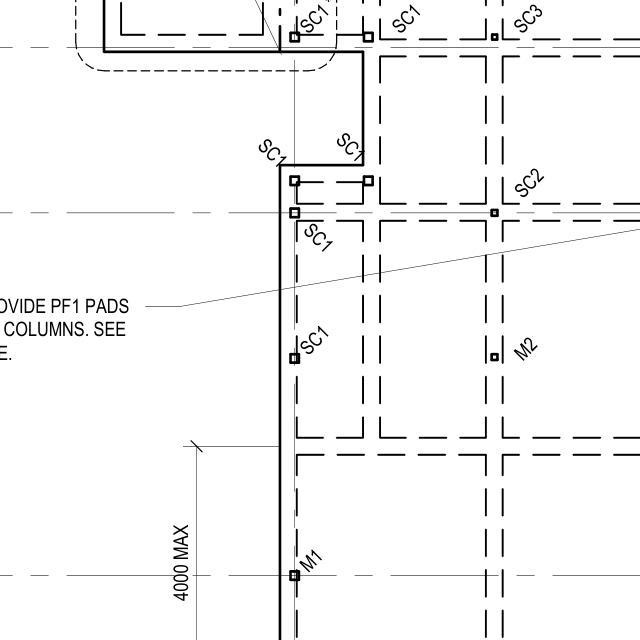 SC1
SC1
SC3
SC1
SC1
SC2
SC1
OVIDE PF1 PADS
COLUMNS. SEE
E.
SC1
M2
4000 MAX
M1